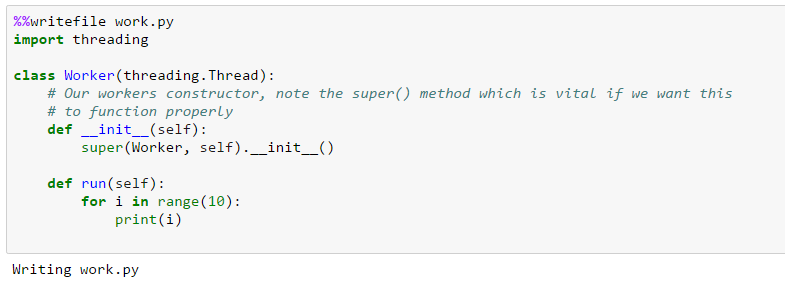 %%writefile work.py
import threading

class Worker(threading.Thread):
    # Our workers constructor, note the super() method which is vital if we want this
    # to function properly
    def __init__(self):
        super(Worker, self).__init__()

    def run(self):
        for i in range(10):
            print(i)

Writing work.py